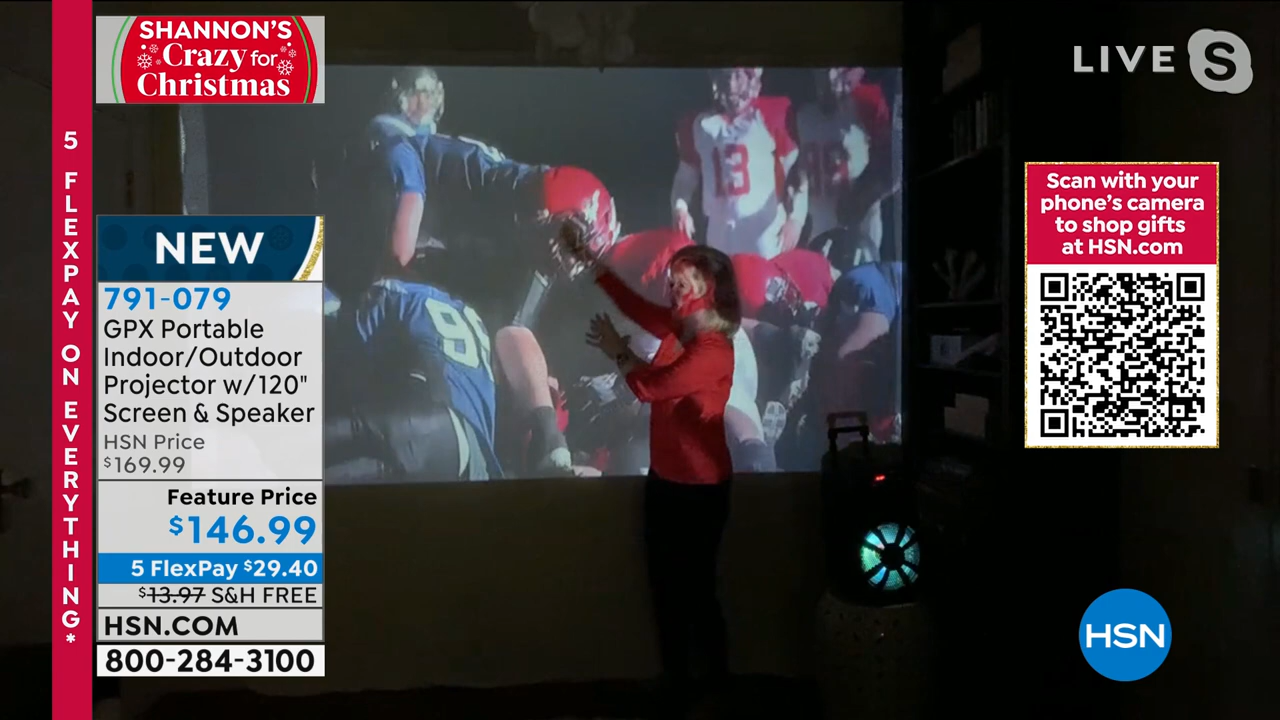 SHANNON'S
Crazy for
Christmas
5 FLEXPAY ON EVERYTHING*
NEW
791-079
GPX Portable
Indoor/Outdoor
Projector w/120"
Screen & Speaker
HSN Price
$169.99
Feature Price
$146.99
5 FlexPay $29.40
$13.97 S&H FREE
HSN.COM
800-284-3100
13
LIVE S
Scan with your
phone's camera
to shop gifts
at HSN.com
HSN